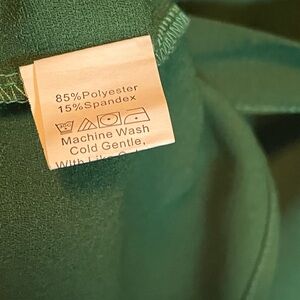 85%Polyester
15%Spandex
Machine Wash
Cold Gentle,
With Like